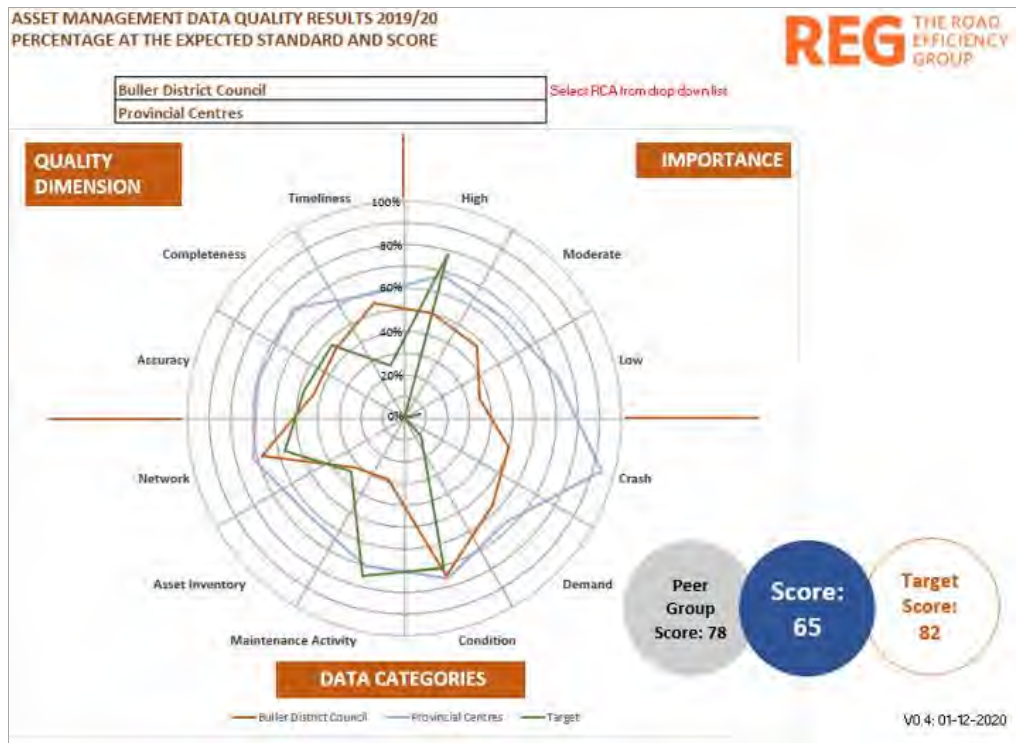 ASSET MANAGEMENT DATA QUALITY RESULTS 2019/20
PERCENTAGE AT THE EXPECTED STANDARD AND SCORE
REG THE ROAD
EFFICIENCY
GROUP
Buller District Council
Select RCA from drop down list
Provincial Centres
QUALITY
DIMENSION
IMPORTANCE
Timeliness
100%
High
Completeness
80%
Moderate
60%
40%
Accuracy
Low
20%
0%
Network
Crash
Asset Inventory
Demand
Maintenance Activity
Condition
Peer
Group
Score: 78
Score:
65
Target
Score:
82
DATA CATEGORIES
Buller District Council
Provincial Centres
Target
V0.4: 01-12-2020